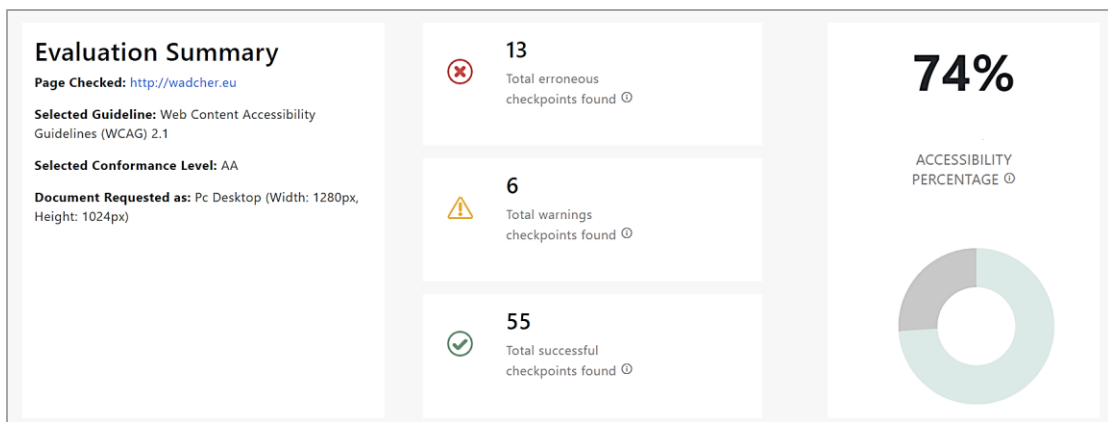 Evaluation Summary
Page Checked: http://wadcher.eu
Selected Guideline: Web Content Accessibility
Guidelines (WCAG) 2.1
Selected Conformance Level: AA
Document Requested as: Pc Desktop (Width: 1280px,
Height: 1024px)
13
Total erroneous
checkpoints found
6
Total warnings
checkpoints found
55
Total successful
checkpoints found
74%
ACCESSIBILITY
PERCENTAGE